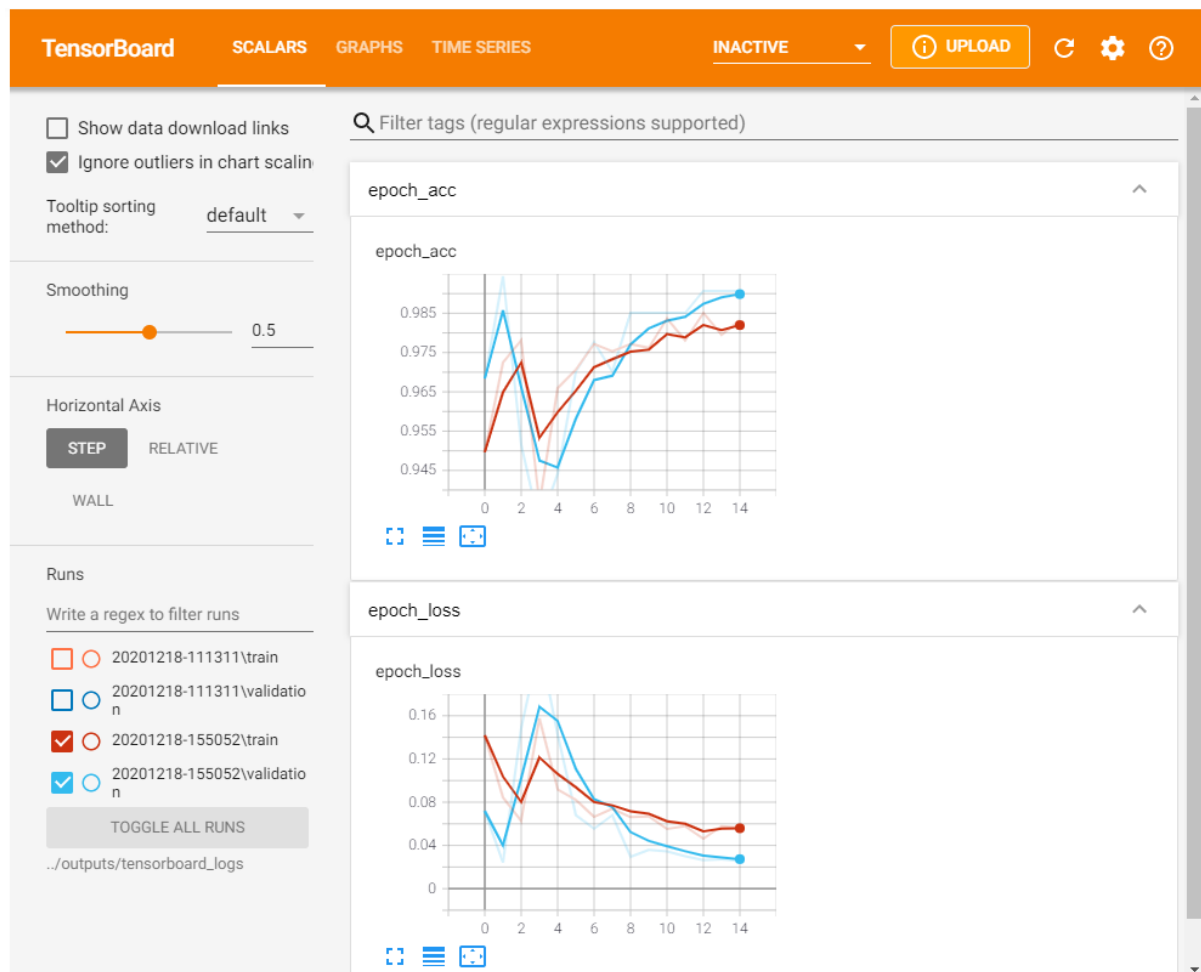 TensorBoard SCALARS GRAPHS TIME SERIES INACTIVE UPLOAD
Show data download links
Ignore outliers in chart scalin
Tooltip sorting
method:
default
Smoothing
0.5
Horizontal Axis
STEP RELATIVE
WALL
Runs
Write a regex to filter runs
20201218-111311\train
20201218-111311\validatio
n
20201218-155052\train
20201218-155052\validatio
n
TOGGLE ALL RUNS
../outputs/tensorboard_logs
Filter tags (regular expressions supported)
epoch_acc
epoch_acc
0.985
0.975
0.965
0.955
0.945
0 2 4 6 8 10 12 14
epoch_loss
epoch_loss
0.16
0.12
0.08
0.04
0
0 2 4 6 8 10 12 14